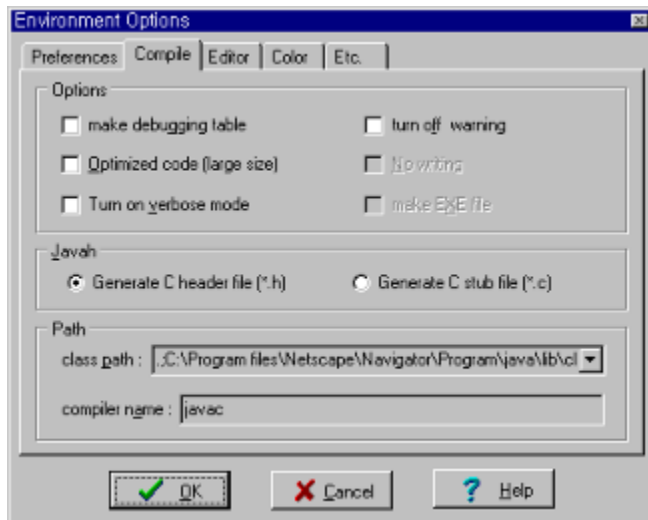 Environment Options
Preferences Compile Editor Color Etc.
Options
make debugging table turn off warning
Optimized code (large size) No writing
Turn on verbose mode make EXE file
Javah
Generate C header file (*.h) Generate C stub file (*.c)
Path
class path : .;C:\Program files\Netscape\Navigator\Program\java\lib\cl
compiler name : javac
OK Cancel Help